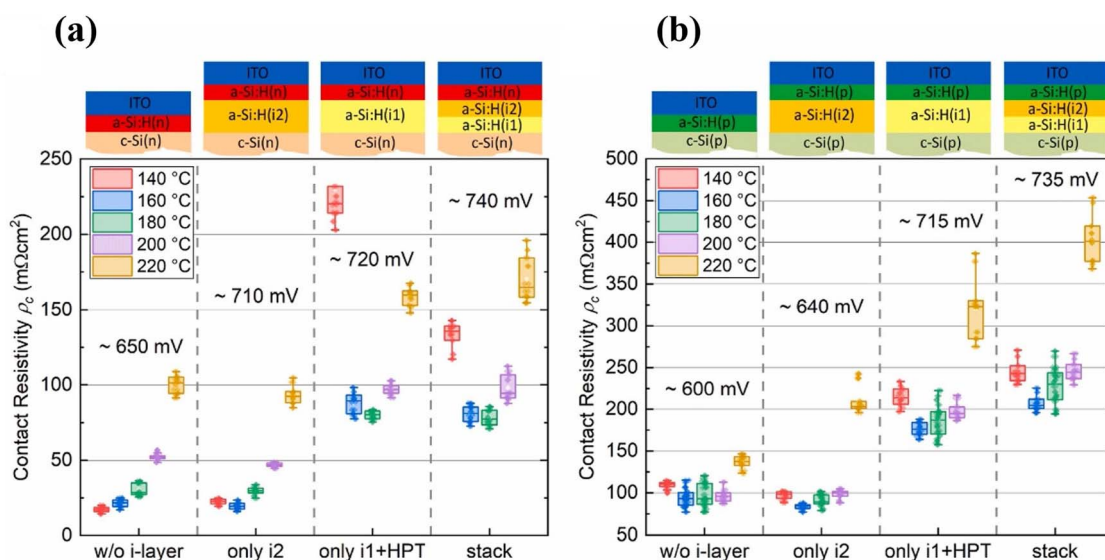 (a)
ITO
a-Si:H(n)
c-Si(n)
ITO
a-Si:H(n)
a-Si:H(i2)
c-Si(n)
ITO
a-Si:H(n)
a-Si:H(i1)
c-Si(n)
ITO
a-Si:H(n)
a-Si:H(i2)
a-Si:H(i1)
c-Si(n)
Contact Resistivity ρc (mΩcm2)
250
200
150
100
50
0
140 °C
160 °C
180 °C
200 °C
220 °C
~ 650 mV
~ 710 mV
~ 720 mV
~ 740 mV
w/o i-layer
only i2
only i1+HPT
stack
(b)
ITO
a-Si:H(p)
c-Si(p)
ITO
a-Si:H(p)
a-Si:H(i2)
c-Si(p)
ITO
a-Si:H(p)
a-Si:H(i1)
c-Si(p)
ITO
a-Si:H(p)
a-Si:H(i2)
a-Si:H(i1)
c-Si(p)
Contact Resistivity ρc (mΩcm2)
500
450
400
350
300
250
200
150
100
50
140 °C
160 °C
180 °C
200 °C
220 °C
~ 600 mV
~ 640 mV
~ 715 mV
~ 735 mV
w/o i-layer
only i2
only i1+HPT
stack